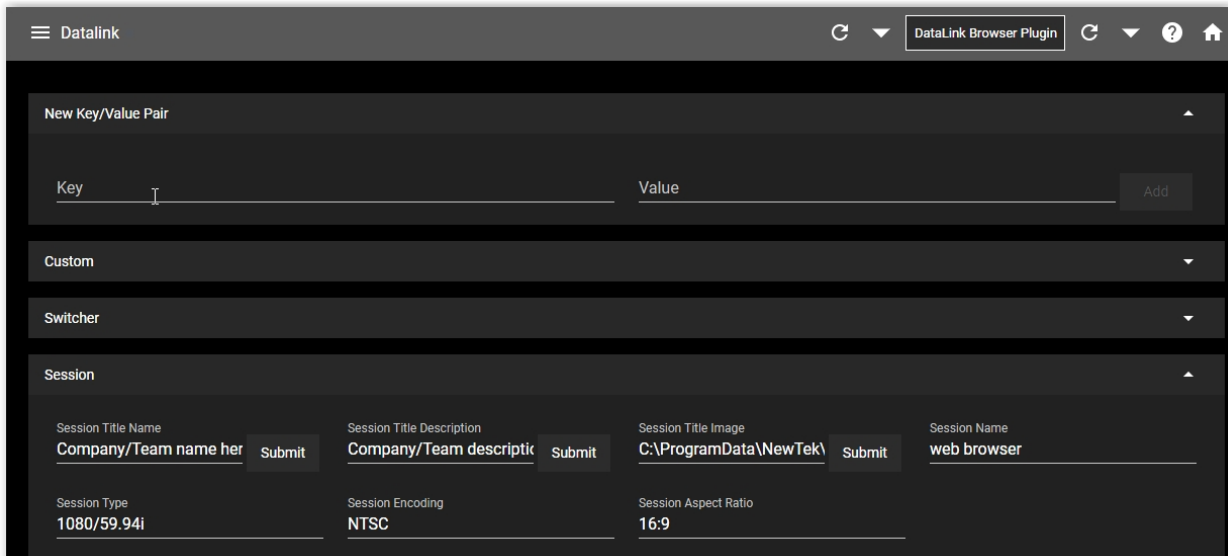 Datalink
DataLink Browser Plugin
New Key/Value Pair
Key
Value
Add
Custom
Switcher
Session
Session Title Name
Company/Team name her
Submit
Session Title Description
Company/Team descriptic
Submit
Session Title Image
C:\ProgramData\NewTek\
Submit
Session Name
web browser
Session Type
1080/59.94i
Session Encoding
NTSC
Session Aspect Ratio
16:9